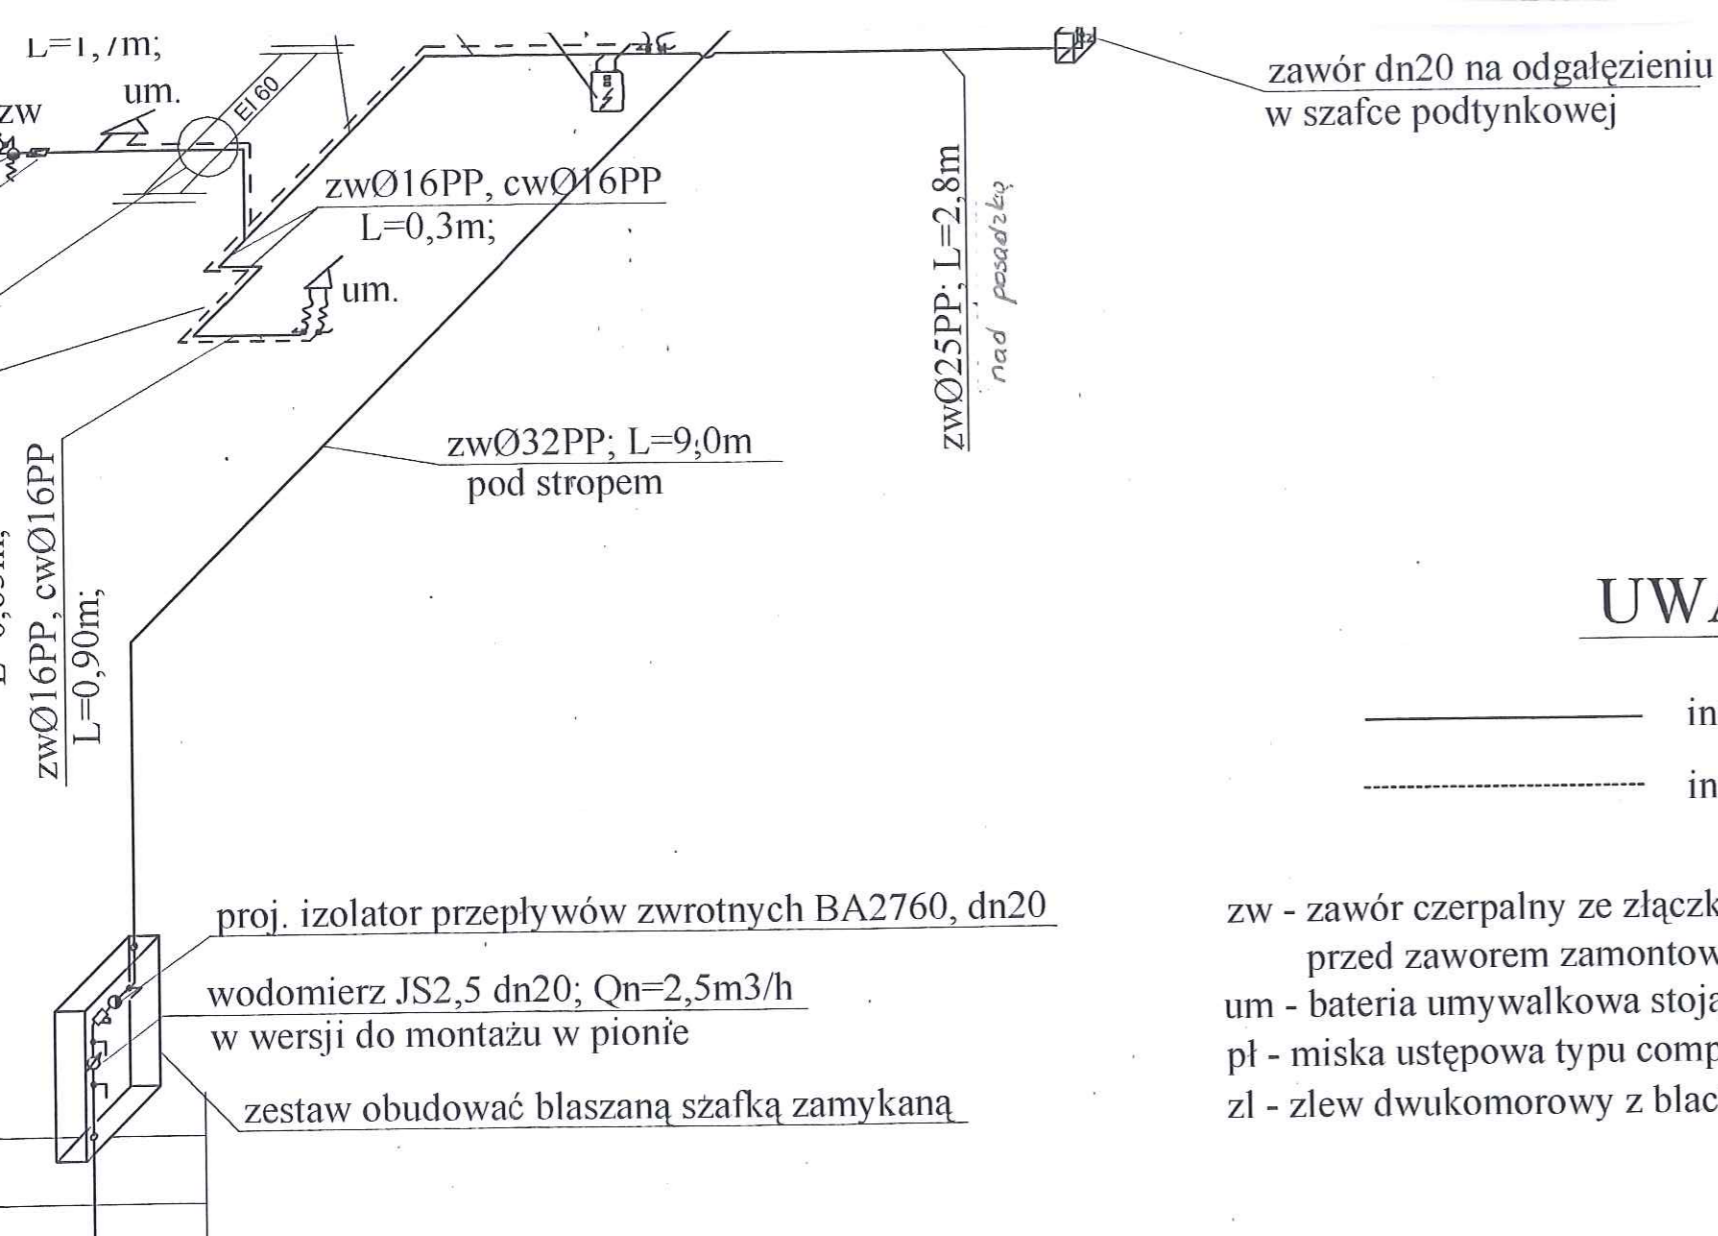 L=1,7m;
um.
zw
EI 60
zwØ16PP, cwØ16PP
L=0,3m;
um.
zawór dn20 na odgałęzieniu
w szafce podtynkowej
zwØ25PP; L=2,8m
nad posadzką
zwØ32PP; L=9,0m
pod stropem
zwØ16PP, cwØ16PP
L=0,90m;
UWA
in
in
proj. izolator przepływów zwrotnych BA2760, dn20
wodomierz JS2,5 dn20; Qn=2,5m3/h
w wersji do montażu w pionie
zestaw obudować blaszaną szafką zamykaną
zw - zawór czerpalny ze złączk
przed zaworem zamontow
um - bateria umywalkowa stoją
pł - miska ustępowa typu comp
zl - zlew dwukomorowy z blac